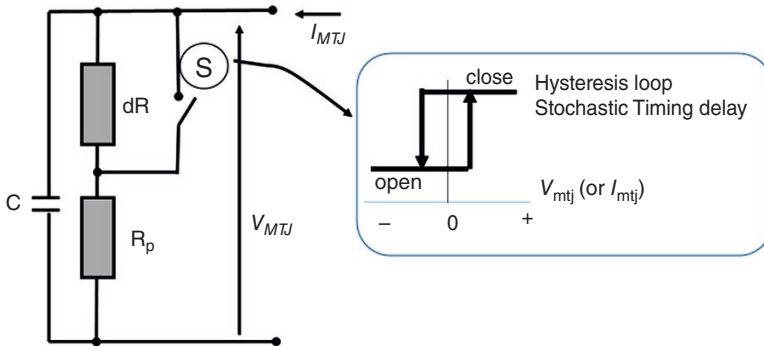 I_MTJ
S
dR
C
R_p
V_MTJ
close
Hysteresis loop
Stochastic Timing delay
open
V_mtj (or I_mtj)
– 0 +